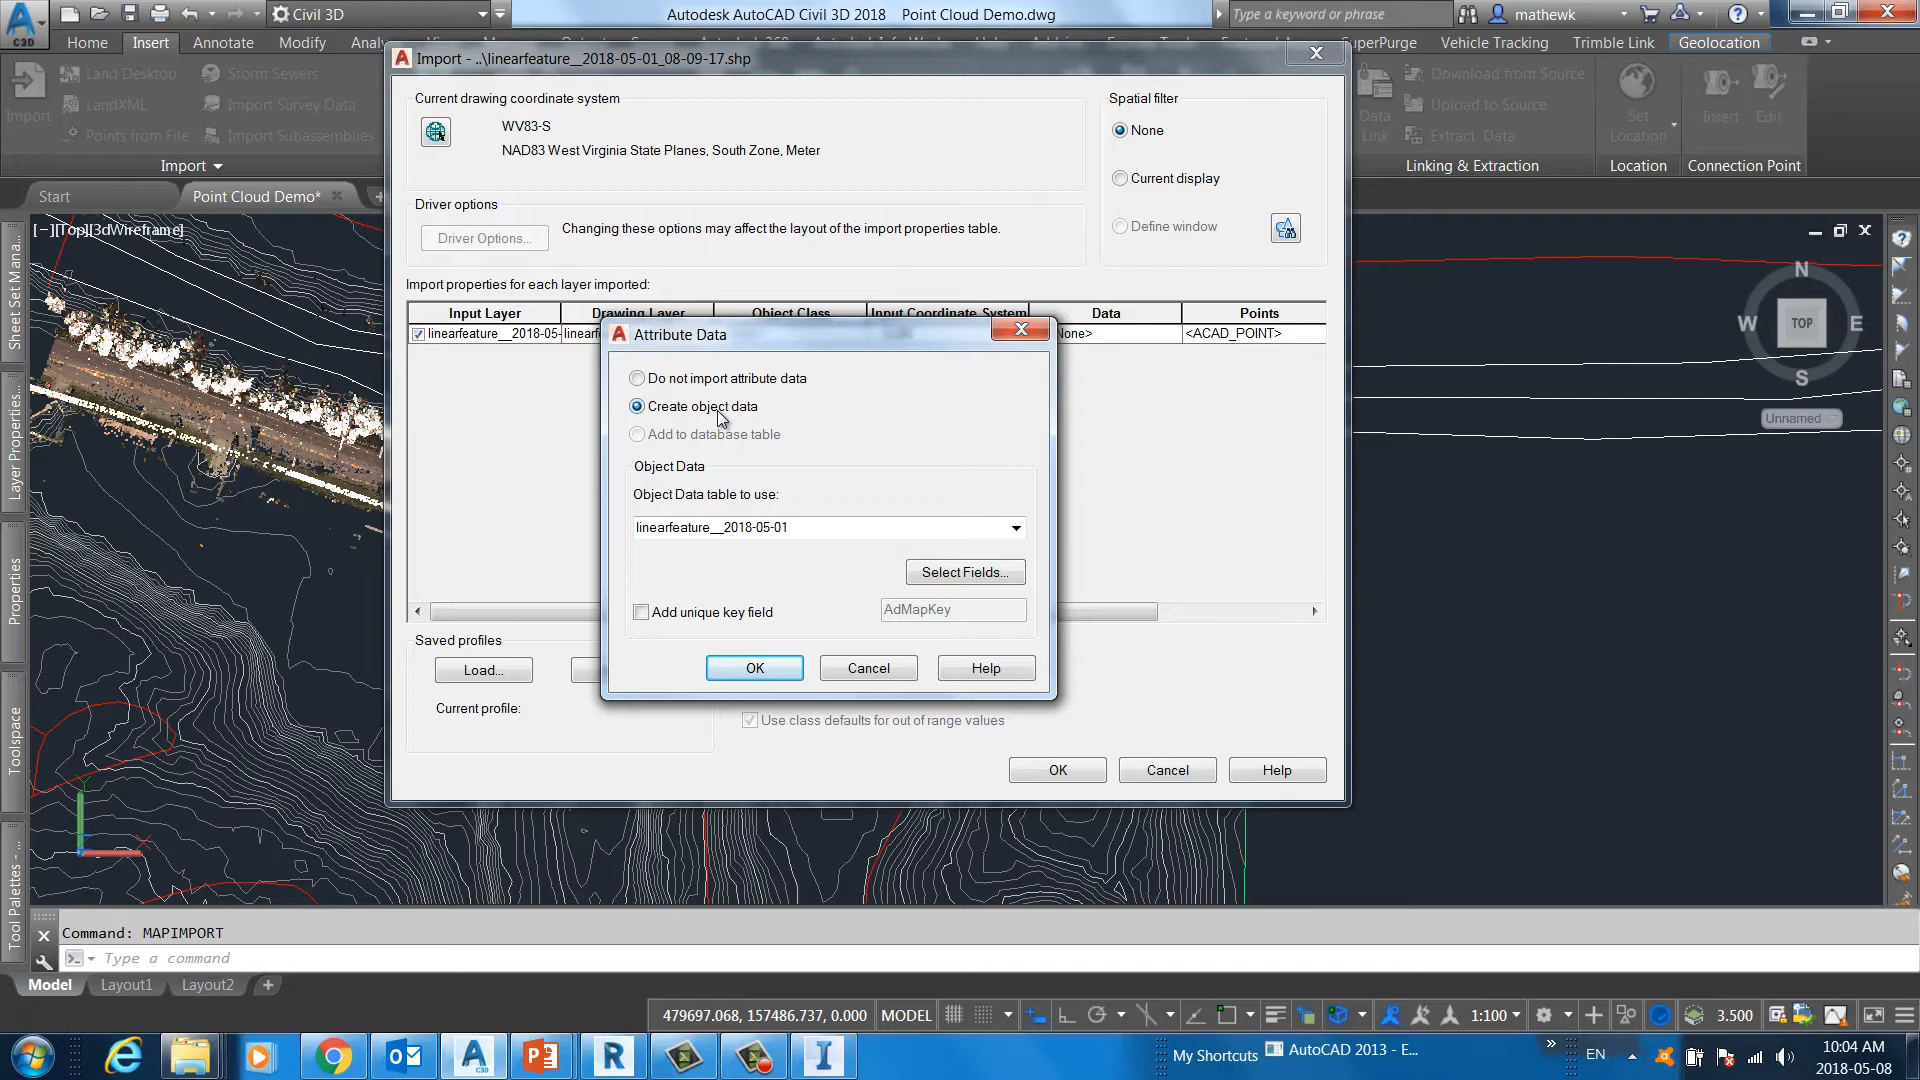 Civil 3D
Autodesk AutoCAD Civil 3D 2018 Point Cloud Demo.dwg
Type a keyword or phrase
mathewk
C3D
Home
Insert
Annotate
Modify
SuperPurge
Vehicle Tracking
Trimble Link
Geolocation
Import
Land Desktop
Storm Sewers
LandXML
Import Survey Data
Points from File
Import Subassemblies
Import
Data
Link
Download from Source
Upload to Source
Extract Data
Linking & Extraction
Set
Location
Location
Insert
Edit
Connection Point
Start
Point Cloud Demo*
[−][Top][3dWireframe]
Sheet Set Mana...
Layer Properties...
Properties
Toolspace
Tool Palettes - ...
Import - ..\linearfeature__2018-05-01_08-09-17.shp
Current drawing coordinate system
WV83-S
NAD83 West Virginia State Planes, South Zone, Meter
Spatial filter
None
Current display
Define window
Driver options
Driver Options...
Changing these options may affect the layout of the import properties table.
Import properties for each layer imported:
Input Layer
Drawing Layer
Object Class
Input Coordinate System
Data
Points
linearfeature__2018-05-
<ACAD_POINT>
Attribute Data
Do not import attribute data
Create object data
Add to database table
Object Data
Object Data table to use:
linearfeature__2018-05-01
Select Fields...
Add unique key field
AdMapKey
OK
Cancel
Help
Saved profiles
Load...
Current profile:
Use class defaults for out of range values
OK
Cancel
Help
N
W
TOP
E
S
Unnamed
Command: MAPIMPORT
Type a command
Model
Layout1
Layout2
479697.068, 157486.737, 0.000
MODEL
1:100
3.500
My Shortcuts
AutoCAD 2013 - E...
EN
10:04 AM
2018-05-08